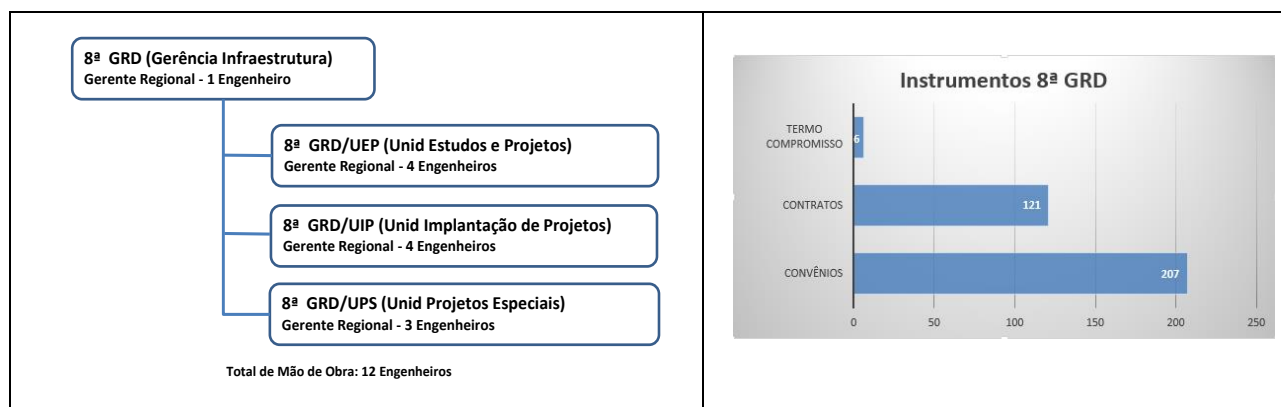 8ª GRD (Gerência Infraestrutura)
Gerente Regional - 1 Engenheiro
8ª GRD/UEP (Unid Estudos e Projetos)
Gerente Regional - 4 Engenheiros
8ª GRD/UIP (Unid Implantação de Projetos)
Gerente Regional - 4 Engenheiros
8ª GRD/UPS (Unid Projetos Especiais)
Gerente Regional - 3 Engenheiros
Total de Mão de Obra: 12 Engenheiros
Instrumentos 8ª GRD
TERMO
COMPROMISSO
6
CONTRATOS
121
CONVÊNIOS
207
0 50 100 150 200 250